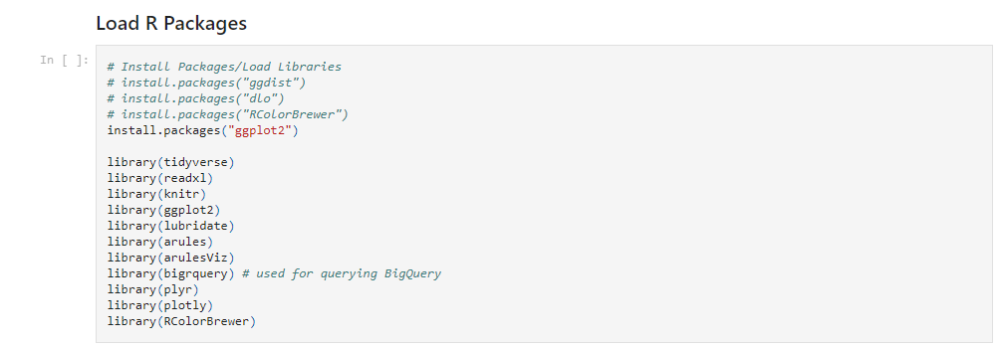 Load R Packages
In [ ]:
# Install Packages/Load Libraries
# install.packages("ggdist")
# install.packages("dlo")
# install.packages("RColorBrewer")
install.packages("ggplot2")
library(tidyverse)
library(readxl)
library(knitr)
library(ggplot2)
library(lubridate)
library(arules)
library(arulesViz)
library(bigrquery) # used for querying BigQuery
library(plyr)
library(plotly)
library(RColorBrewer)